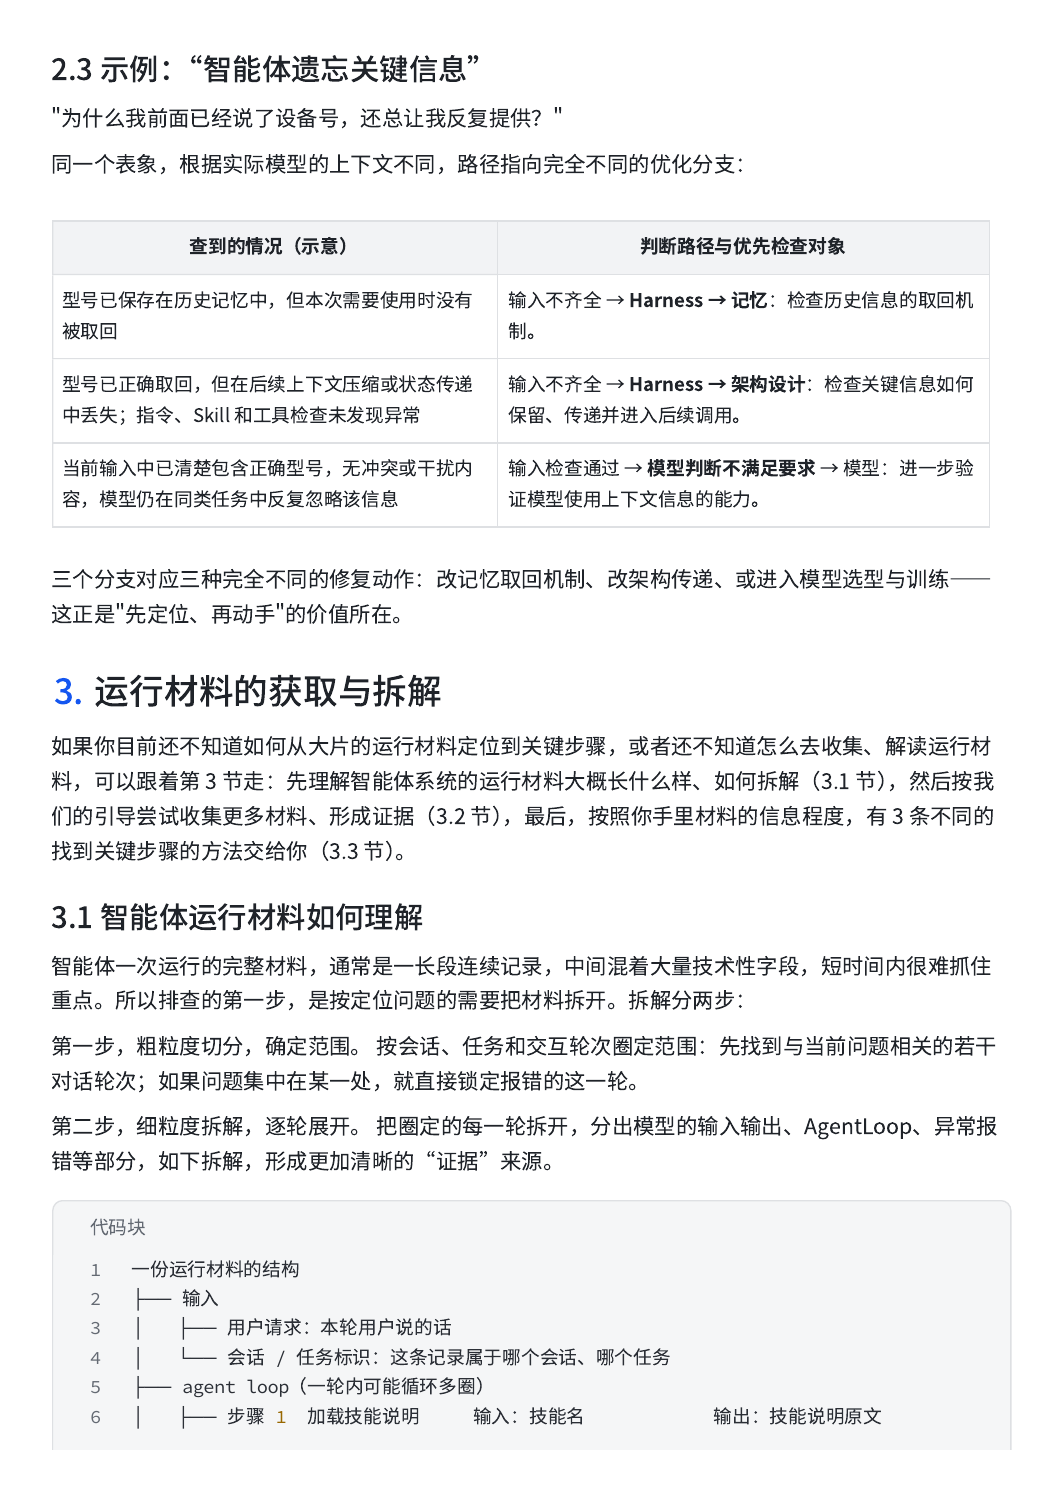 2.3 示例：“智能体遗忘关键信息”
"为什么我前面已经说了设备号，还总让我反复提供？"
同一个表象，根据实际模型的上下文不同，路径指向完全不同的优化分支：
查到的情况（示意）
判断路径与优先检查对象
型号已保存在历史记忆中，但本次需要使用时没有
被取回
输入不齐全 → Harness → 记忆：检查历史信息的取回机
制。
型号已正确取回，但在后续上下文压缩或状态传递
中丢失；指令、Skill 和工具检查未发现异常
输入不齐全 → Harness → 架构设计：检查关键信息如何
保留、传递并进入后续调用。
当前输入中已清楚包含正确型号，无冲突或干扰内
容，模型仍在同类任务中反复忽略该信息
输入检查通过 → 模型判断不满足要求 → 模型：进一步验
证模型使用上下文信息的能力。
三个分支对应三种完全不同的修复动作：改记忆取回机制、改架构传递、或进入模型选型与训练——
这正是"先定位、再动手"的价值所在。
3. 运行材料的获取与拆解
如果你目前还不知道如何从大片的运行材料定位到关键步骤，或者还不知道怎么去收集、解读运行材
料，可以跟着第 3 节走：先理解智能体系统的运行材料大概长什么样、如何拆解（3.1 节），然后按我
们的引导尝试收集更多材料、形成证据（3.2 节），最后，按照你手里材料的信息程度，有 3 条不同的
找到关键步骤的方法交给你（3.3 节）。
3.1 智能体运行材料如何理解
智能体一次运行的完整材料，通常是一长段连续记录，中间混着大量技术性字段，短时间内很难抓住
重点。所以排查的第一步，是按定位问题的需要把材料拆开。拆解分两步：
第一步，粗粒度切分，确定范围。 按会话、任务和交互轮次圈定范围：先找到与当前问题相关的若干
对话轮次；如果问题集中在某一处，就直接锁定报错的这一轮。
第二步，细粒度拆解，逐轮展开。 把圈定的每一轮拆开，分出模型的输入输出、AgentLoop、异常报
错等部分，如下拆解，形成更加清晰的“证据”来源。
代码块
1 一份运行材料的结构
2 ├── 输入
3 │   ├── 用户请求：本轮用户说的话
4 │   └── 会话 / 任务标识：这条记录属于哪个会话、哪个任务
5 ├── agent loop（一轮内可能循环多圈）
6 │   ├── 步骤 1  加载技能说明     输入：技能名     输出：技能说明原文